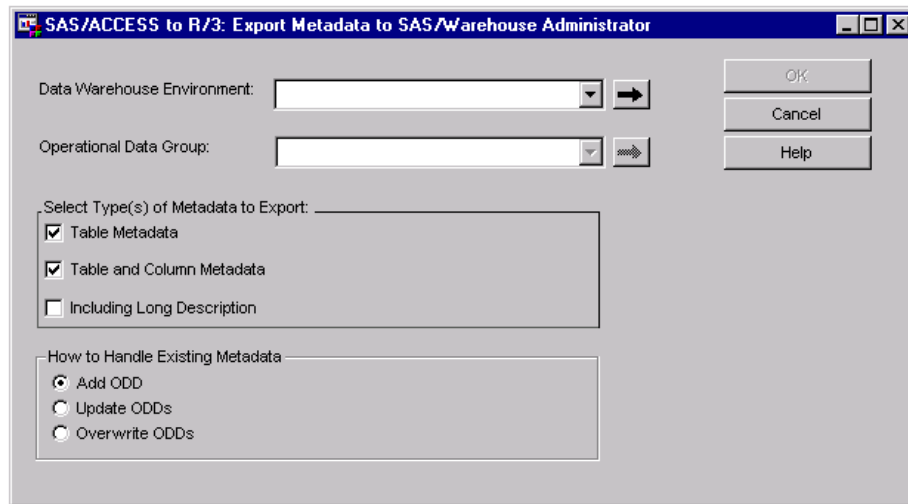 SAS/ACCESS to R/3: Export Metadata to SAS/Warehouse Administrator
Data Warehouse Environment:
OK
Cancel
Operational Data Group:
Help
Select Type(s) of Metadata to Export:
Table Metadata
Table and Column Metadata
Including Long Description
How to Handle Existing Metadata
Add ODD
Update ODDs
Overwrite ODDs